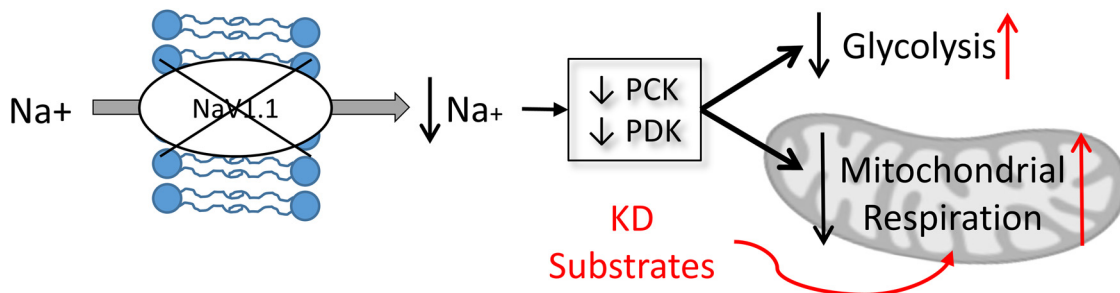 Na+
NaV1.1
↓ Na+
↓ PCK
↓ PDK
↓ Glycolysis ↑
↓ Mitochondrial ↑
Respiration
KD
Substrates